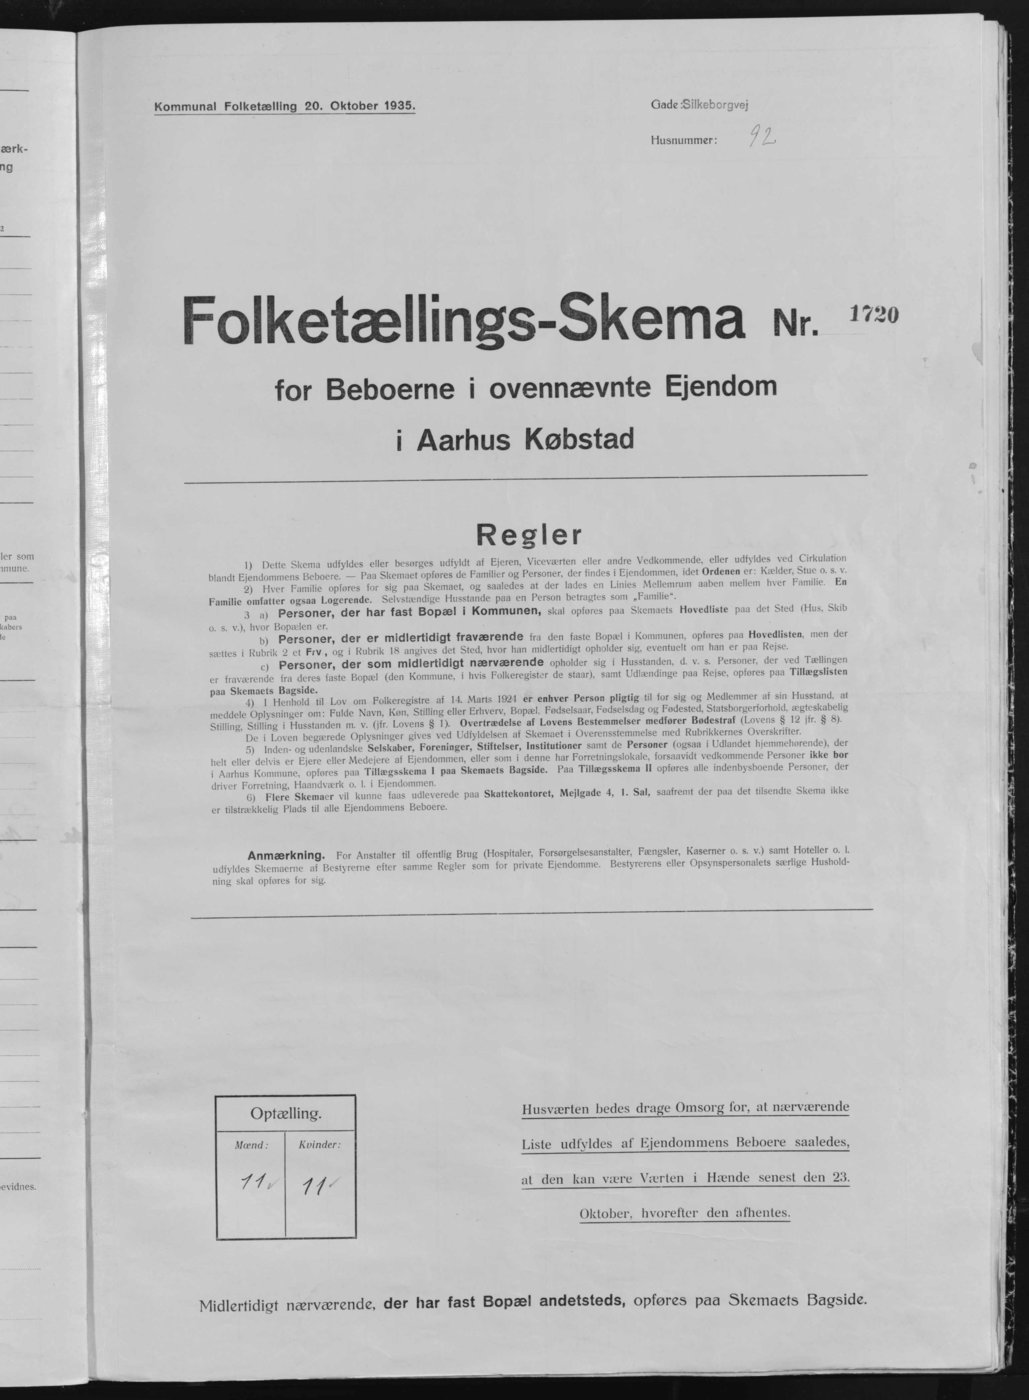 ærk-
ng
ler som
mmune.
paa
kabers
evidnes.
Kommunal Folketælling 20. Oktober 1935.
Gade: Silkeborgvej
Husnummer: 92
Folketællings-Skema Nr. 1720
for Beboerne i ovennævnte Ejendom
i Aarhus Købstad
Regler
1) Dette Skema udfyldes eller besørges udfyldt af Ejeren, Viceværten eller andre Vedkommende, eller udfyldes ved Cirkulation
blandt Ejendommens Beboere. — Paa Skemaet opføres de Familier og Personer, der findes i Ejendommen, idet Ordenen er: Kælder, Stue o. s. v.
2) Hver Familie opføres for sig paa Skemaet, og saaledes at der lades en Linies Mellemrum aaben mellem hver Familie. En
Familie omfatter ogsaa Logerende. Selvstændige Husstande paa en Person betragtes som „Familie“.
3 a) Personer, der har fast Bopæl i Kommunen, skal opføres paa Skemaets Hovedliste paa det Sted (Hus, Skib
o. s. v.), hvor Bopælen er.
b) Personer, der er midlertidigt fraværende fra den faste Bopæl i Kommunen, opføres paa Hovedlisten, men der
sættes i Rubrik 2 et Frv, og i Rubrik 18 angives det Sted, hvor han midlertidigt opholder sig, eventuelt om han er paa Rejse.
c) Personer, der som midlertidigt nærværende opholder sig i Husstanden, d. v. s. Personer, der ved Tællingen
er fraværende fra deres faste Bopæl (den Kommune, i hvis Folkeregister de staar), samt Udlændinge paa Rejse, opføres paa Tillægslisten
paa Skemaets Bagside.
4) I Henhold til Lov om Folkeregistre af 14. Marts 1924 er enhver Person pligtig til for sig og Medlemmer af sin Husstand, at
meddele Oplysninger om: Fulde Navn, Køn, Stilling eller Erhverv, Bopæl, Fødselsaar, Fødselsdag og Fødested, Statsborgerforhold, ægteskabelig
Stilling, Stilling i Husstanden m. v. (jfr. Lovens § 1). Overtrædelse af Lovens Bestemmelser medfører Bødestraf (Lovens § 12 jfr. § 8).
De i Loven begærede Oplysninger gives ved Udfyldelsen af Skemaet i Overensstemmelse med Rubrikkernes Overskrifter.
5) Inden- og udenlandske Selskaber, Foreninger, Stiftelser, Institutioner samt de Personer (ogsaa i Udlandet hjemmehørende), der
helt eller delvis er Ejere eller Medejere af Ejendommen, eller som i denne har Forretningslokale, forsaavidt vedkommende Personer ikke bor
i Aarhus Kommune, opføres paa Tillægsskema I paa Skemaets Bagside. Paa Tillægsskema II opføres alle indenbysboende Personer, der
driver Forretning, Haandværk o. l. i Ejendommen.
6) Flere Skemaer vil kunne faas udleverede paa Skattekontoret, Mejlgade 4, 1. Sal, saafremt der paa det tilsendte Skema ikke
er tilstrækkelig Plads til alle Ejendommens Beboere.
Anmærkning. For Anstalter til offentlig Brug (Hospitaler, Forsørgelsesanstalter, Fængsler, Kaserner o. s. v.) samt Hoteller o. l.
udfyldes Skemaerne af Bestyrerne efter samme Regler som for private Ejendomme. Bestyrerens eller Opsynspersonalets særlige Hushold-
ning skal opføres for sig.
Optælling.
Mænd: Kvinder:
11 11
Husværten bedes drage Omsorg for, at nærværende
Liste udfyldes af Ejendommens Beboere saaledes,
at den kan være Værten i Hænde senest den 23.
Oktober, hvorefter den afhentes.
Midlertidigt nærværende, der har fast Bopæl andetsteds, opføres paa Skemaets Bagside.